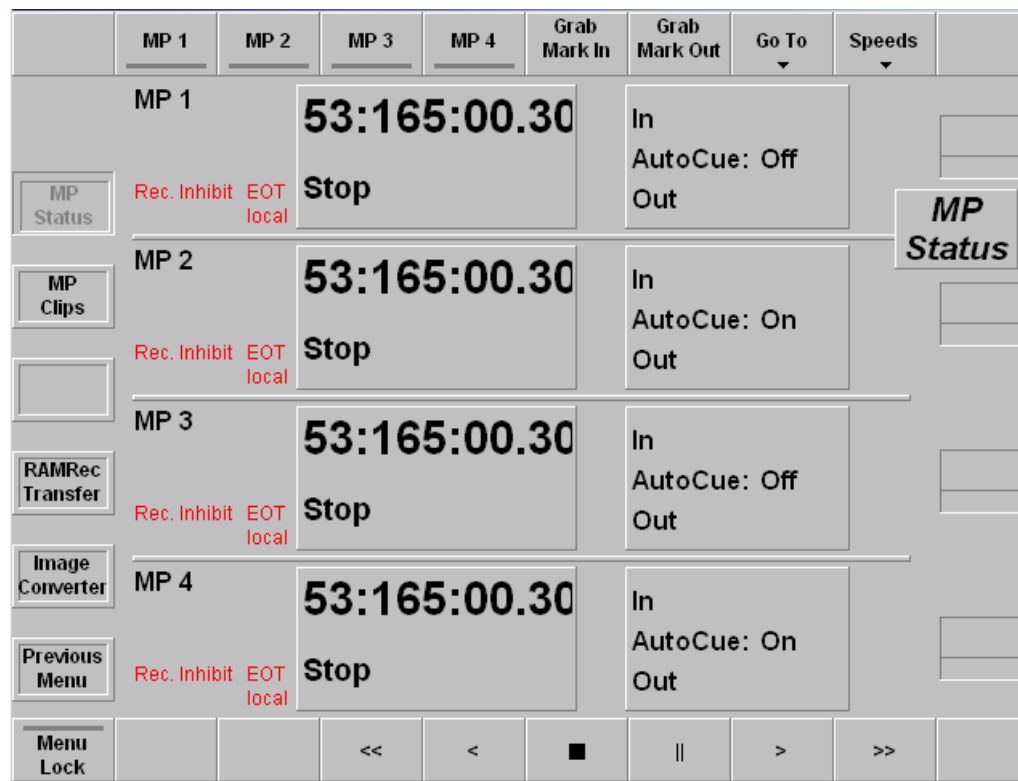 MP 1 MP 2 MP 3 MP 4 Grab Mark In Grab Mark Out Go To Speeds
MP 1
53:165:00.30
In
AutoCue: Off
Rec. Inhibit EOT
local
Stop
Out
MP
Status
MP
Status
MP 2
53:165:00.30
In
AutoCue: On
Rec. Inhibit EOT
local
Stop
Out
MP
Clips
MP 3
53:165:00.30
In
AutoCue: Off
Rec. Inhibit EOT
local
Stop
Out
RAMRec
Transfer
Image
Converter
MP 4
53:165:00.30
In
AutoCue: On
Rec. Inhibit EOT
local
Stop
Out
Previous
Menu
Menu
Lock
<< < ■ || > >>